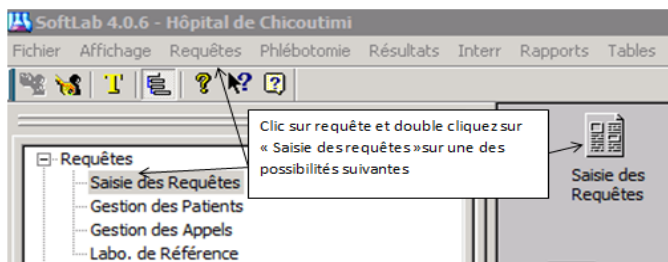 SoftLab 4.0.6 - Hôpital de Chicoutimi
Fichier Affichage Requêtes Phlébotomie Résultats Interr Rapports Tables
Clic sur requête et double cliquez sur
« Saisie des requêtes »sur une des
possibilités suivantes
Requêtes
Saisie des Requêtes
Gestion des Patients
Gestion des Appels
Labo. de Référence
Saisie des
Requêtes